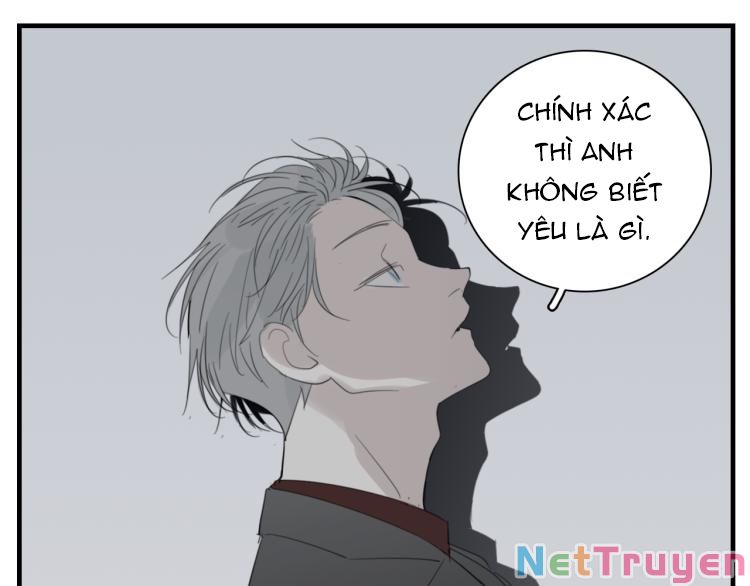 CHÍNH XÁC
THÌ ANH
KHÔNG BIẾT
YÊU LÀ GÌ.
NetTruyen